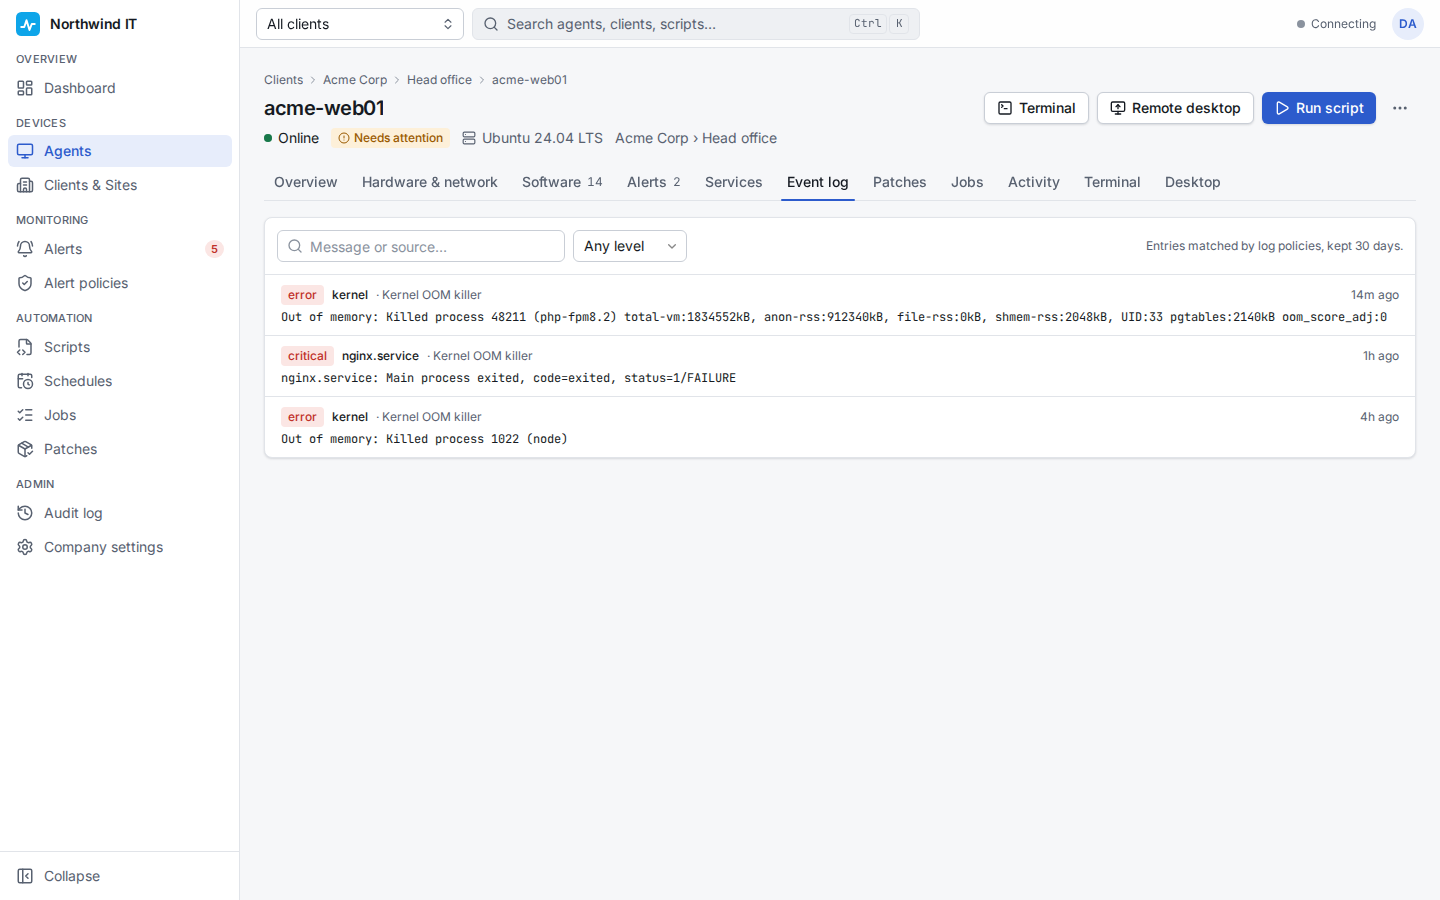 Northwind IT
All clients
Search agents, clients, scripts...
Ctrl K
Connecting
DA
OVERVIEW
Dashboard
DEVICES
Agents
Clients & Sites
MONITORING
Alerts 5
Alert policies
AUTOMATION
Scripts
Schedules
Jobs
Patches
ADMIN
Audit log
Company settings
Collapse
Clients > Acme Corp > Head office > acme-web01
acme-web01
Terminal
Remote desktop
Run script
Online
Needs attention
Ubuntu 24.04 LTS
Acme Corp › Head office
Overview
Hardware & network
Software 14
Alerts 2
Services
Event log
Patches
Jobs
Activity
Terminal
Desktop
Message or source...
Any level
Entries matched by log policies, kept 30 days.
error kernel · Kernel OOM killer 14m ago
Out of memory: Killed process 48211 (php-fpm8.2) total-vm:1834552kB, anon-rss:912340kB, file-rss:0kB, shmem-rss:2048kB, UID:33 pgtables:2140kB oom_score_adj:0
critical nginx.service · Kernel OOM killer 1h ago
nginx.service: Main process exited, code=exited, status=1/FAILURE
error kernel · Kernel OOM killer 4h ago
Out of memory: Killed process 1022 (node)